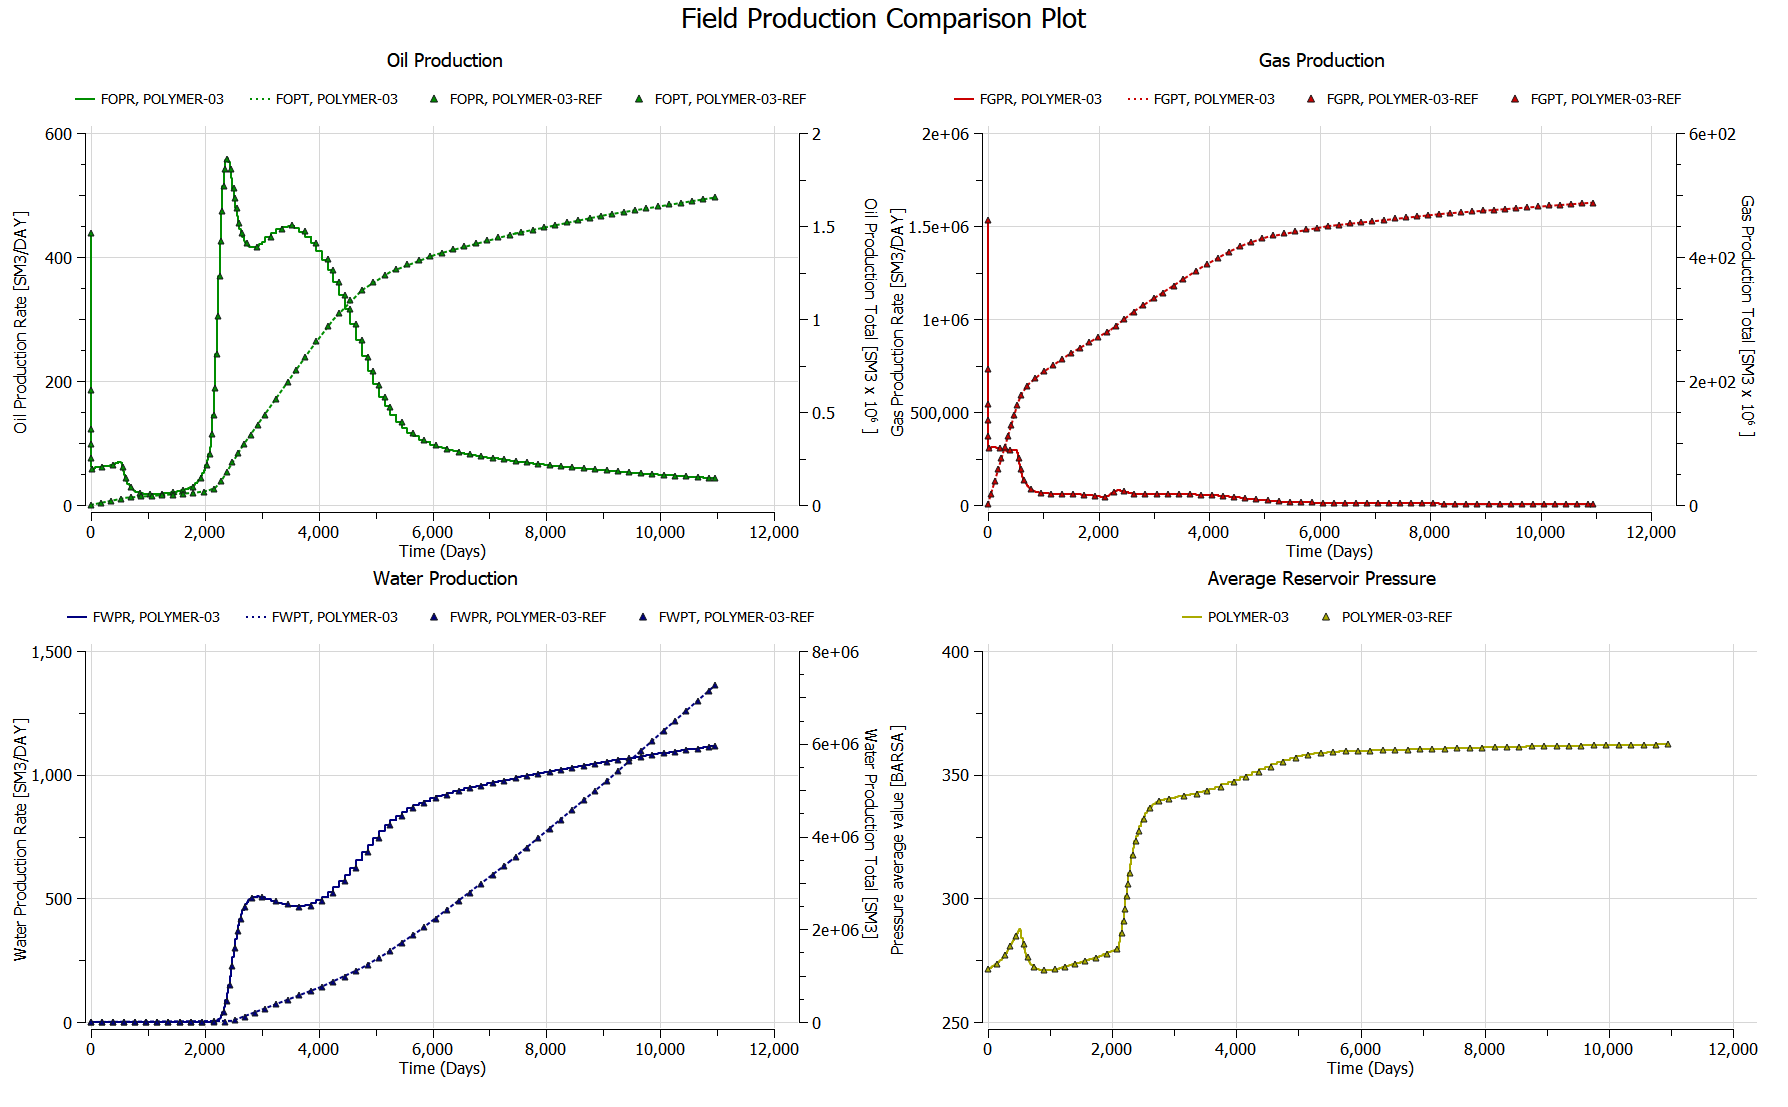 Field Production Comparison Plot
Oil Production
FOPR, POLYMER-03 FOPT, POLYMER-03 FOPR, POLYMER-03-REF FOPT, POLYMER-03-REF
600
400
200
0
2
1.5
1
0.5
0
Oil Production Rate [SM3/DAY]
Oil Production Total [SM3 x 10⁶ ]
0 2,000 4,000 6,000 8,000 10,000 12,000
Time (Days)
Gas Production
FGPR, POLYMER-03 FGPT, POLYMER-03 FGPR, POLYMER-03-REF FGPT, POLYMER-03-REF
2e+06
1.5e+06
1e+06
500,000
0
6e+02
4e+02
2e+02
0
Gas Production Rate [SM3/DAY]
Gas Production Total [SM3 x 10⁶ ]
0 2,000 4,000 6,000 8,000 10,000 12,000
Time (Days)
Water Production
FWPR, POLYMER-03 FWPT, POLYMER-03 FWPR, POLYMER-03-REF FWPT, POLYMER-03-REF
1,500
1,000
500
0
8e+06
6e+06
4e+06
2e+06
0
Water Production Rate [SM3/DAY]
Water Production Total [SM3]
0 2,000 4,000 6,000 8,000 10,000 12,000
Time (Days)
Average Reservoir Pressure
POLYMER-03 POLYMER-03-REF
400
350
300
250
Pressure average value [BARSA]
0 2,000 4,000 6,000 8,000 10,000 12,000
Time (Days)